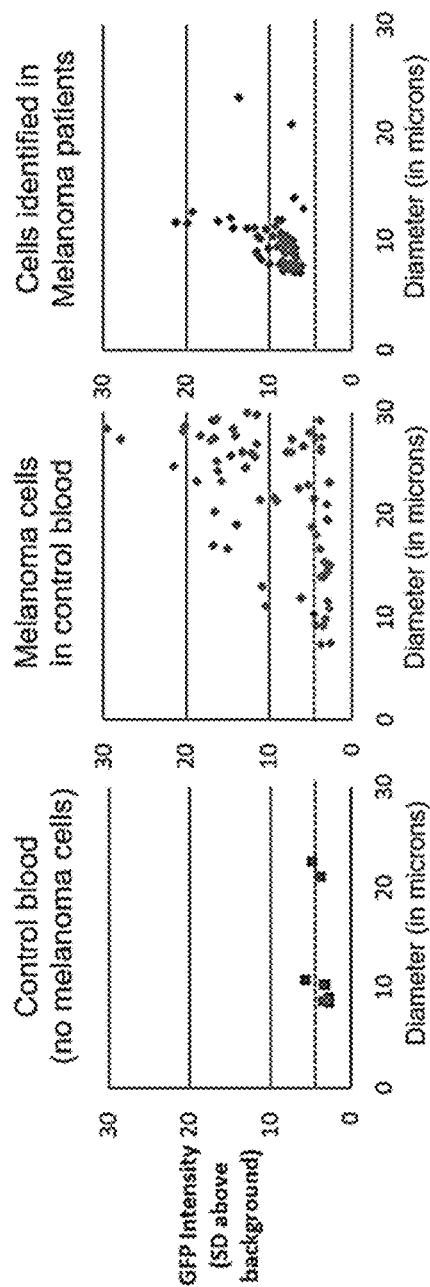 Control blood
(no melanoma cells)
GFP Intensity
(SD above
background)
30
20
10
0
0
10
20
30
Diameter (in microns)
Melanoma cells
in control blood
30
20
10
0
0
10
20
30
Diameter (in microns)
Cells identified in
Melanoma patients
30
20
10
0
0
10
20
30
Diameter (in microns)